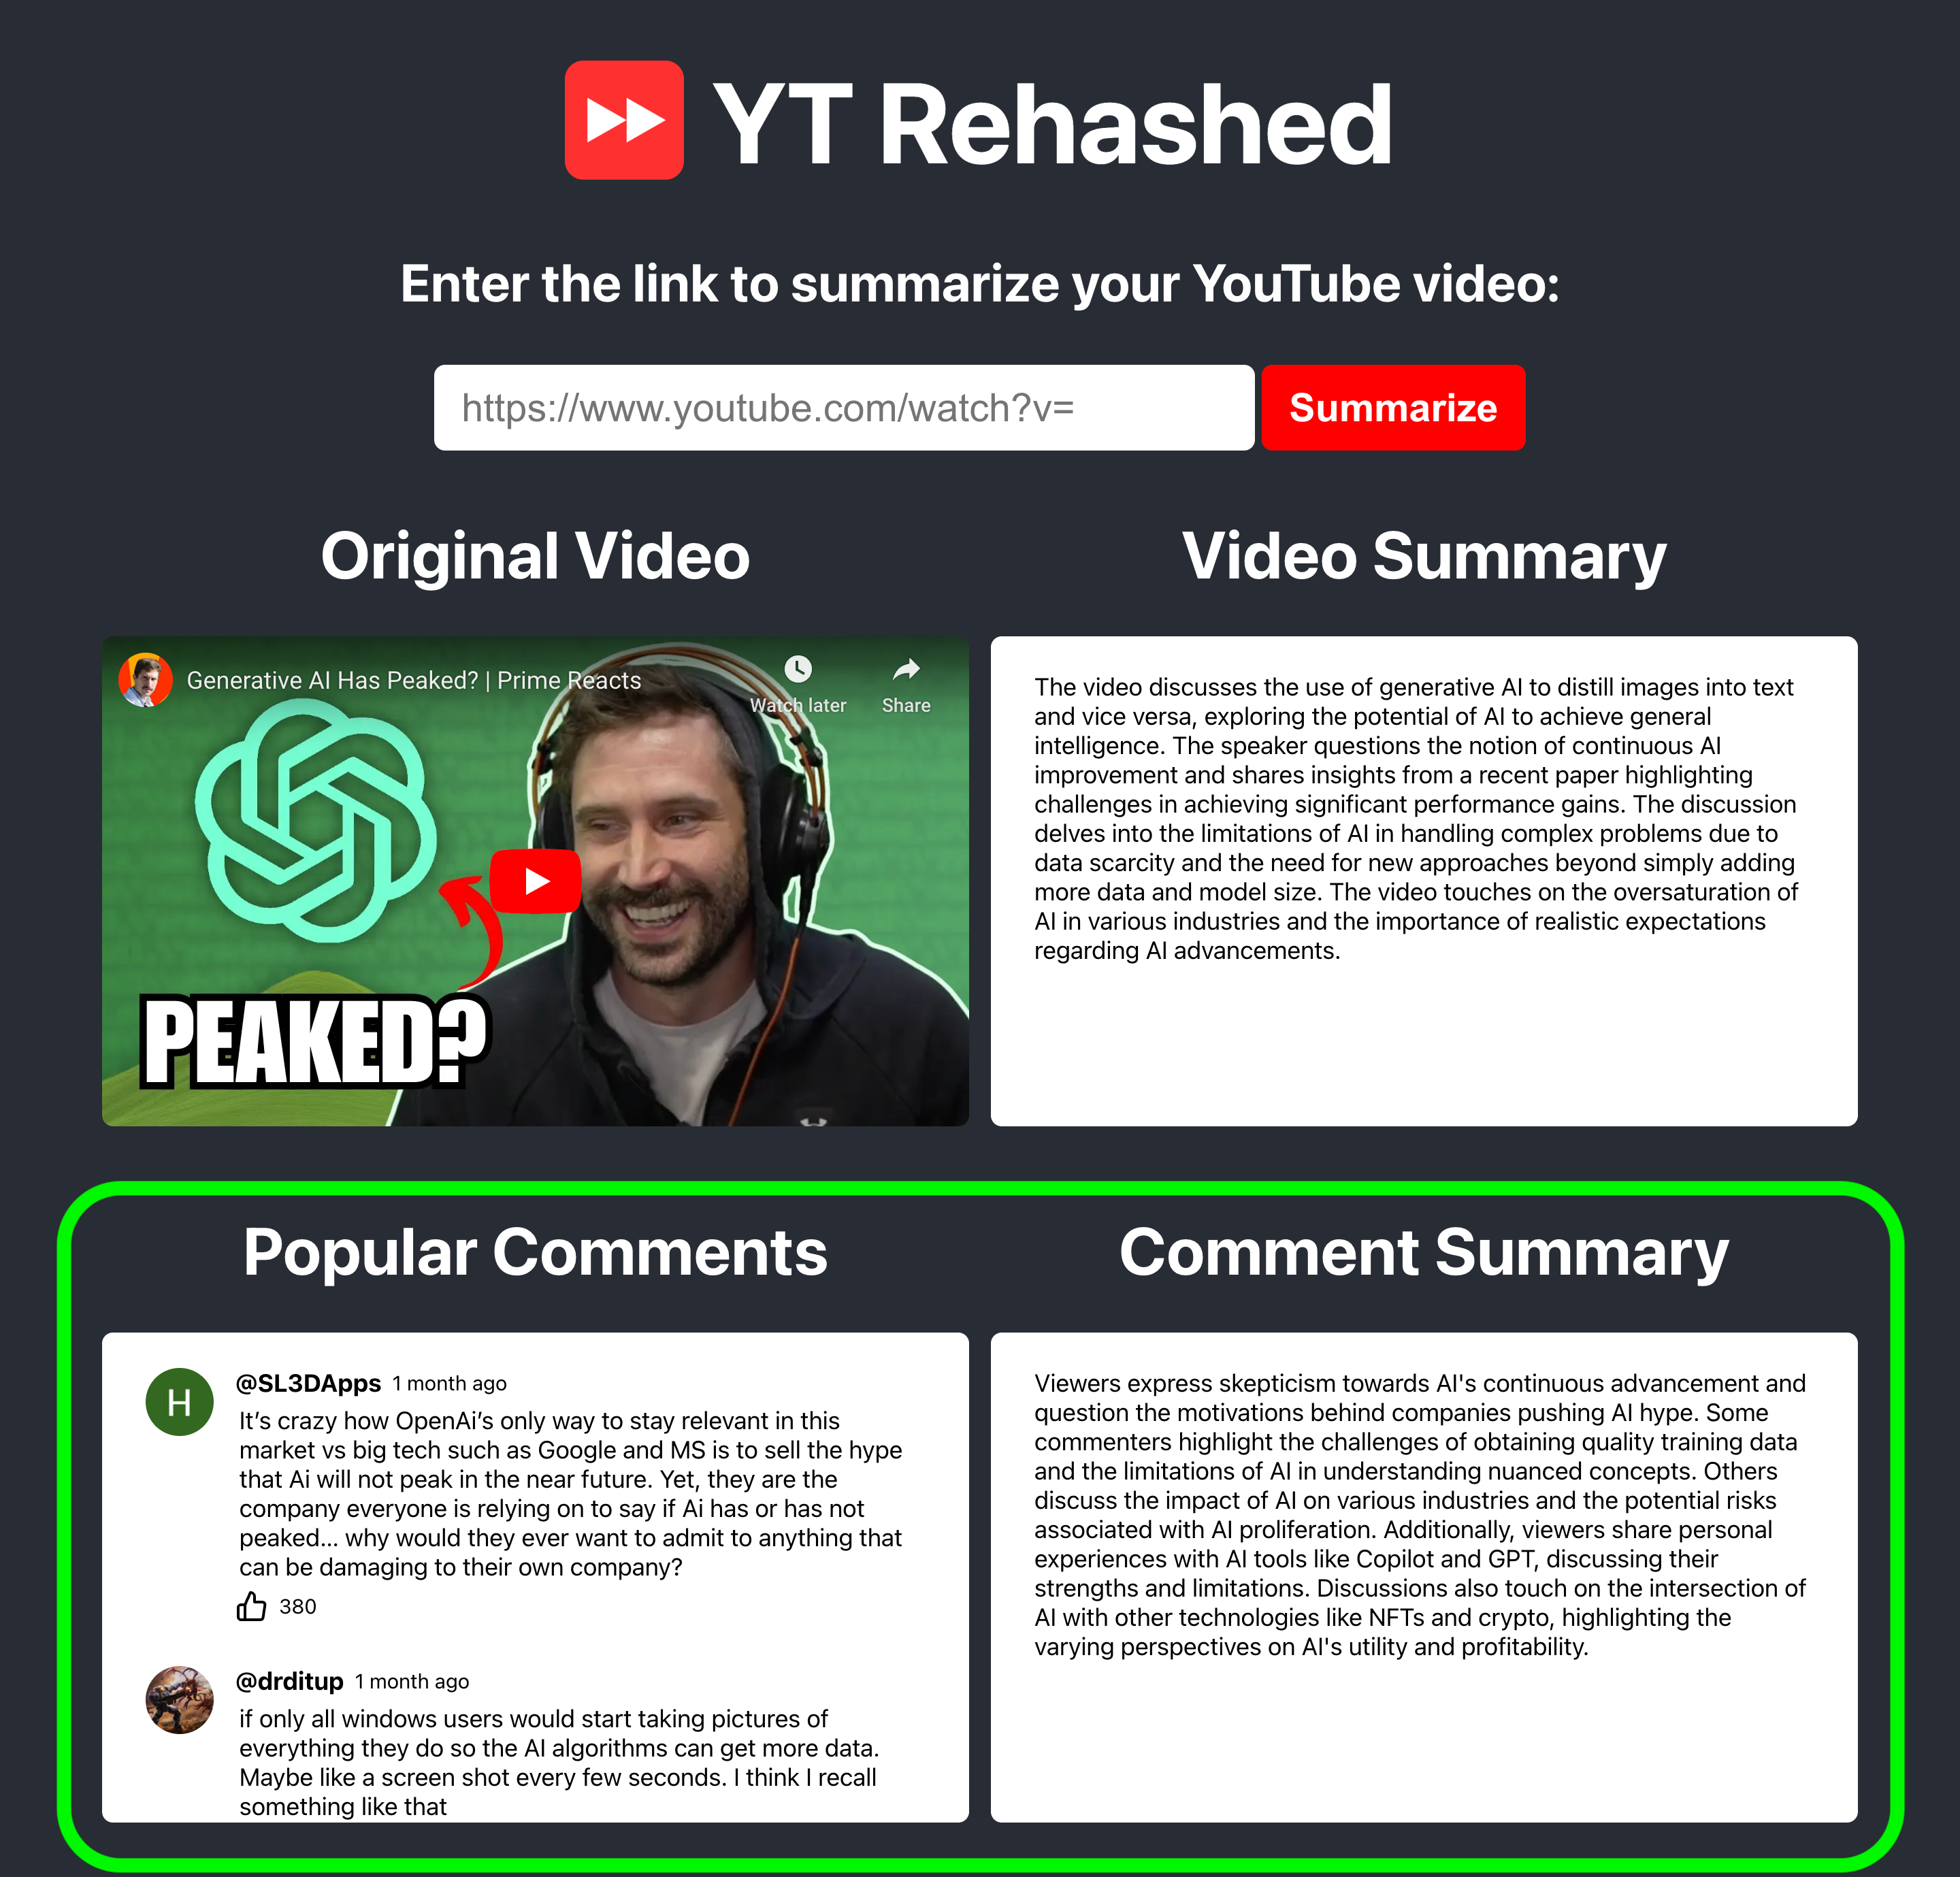 YT Rehashed
Enter the link to summarize your YouTube video:
https://www.youtube.com/watch?v=
Summarize
Original Video
Video Summary
Generative AI Has Peaked? | Prime Reacts
Watch later
Share
PEAKED?
The video discusses the use of generative AI to distill images into text
and vice versa, exploring the potential of AI to achieve general
intelligence. The speaker questions the notion of continuous AI
improvement and shares insights from a recent paper highlighting
challenges in achieving significant performance gains. The discussion
delves into the limitations of AI in handling complex problems due to
data scarcity and the need for new approaches beyond simply adding
more data and model size. The video touches on the oversaturation of
AI in various industries and the importance of realistic expectations
regarding AI advancements.
Popular Comments
Comment Summary
H
@SL3DApps 1 month ago
It’s crazy how OpenAi’s only way to stay relevant in this
market vs big tech such as Google and MS is to sell the hype
that Ai will not peak in the near future. Yet, they are the
company everyone is relying on to say if Ai has or has not
peaked... why would they ever want to admit to anything that
can be damaging to their own company?
380
@drditup 1 month ago
if only all windows users would start taking pictures of
everything they do so the AI algorithms can get more data.
Maybe like a screen shot every few seconds. I think I recall
something like that
Viewers express skepticism towards AI's continuous advancement and
question the motivations behind companies pushing AI hype. Some
commenters highlight the challenges of obtaining quality training data
and the limitations of AI in understanding nuanced concepts. Others
discuss the impact of AI on various industries and the potential risks
associated with AI proliferation. Additionally, viewers share personal
experiences with AI tools like Copilot and GPT, discussing their
strengths and limitations. Discussions also touch on the intersection of
AI with other technologies like NFTs and crypto, highlighting the
varying perspectives on AI's utility and profitability.